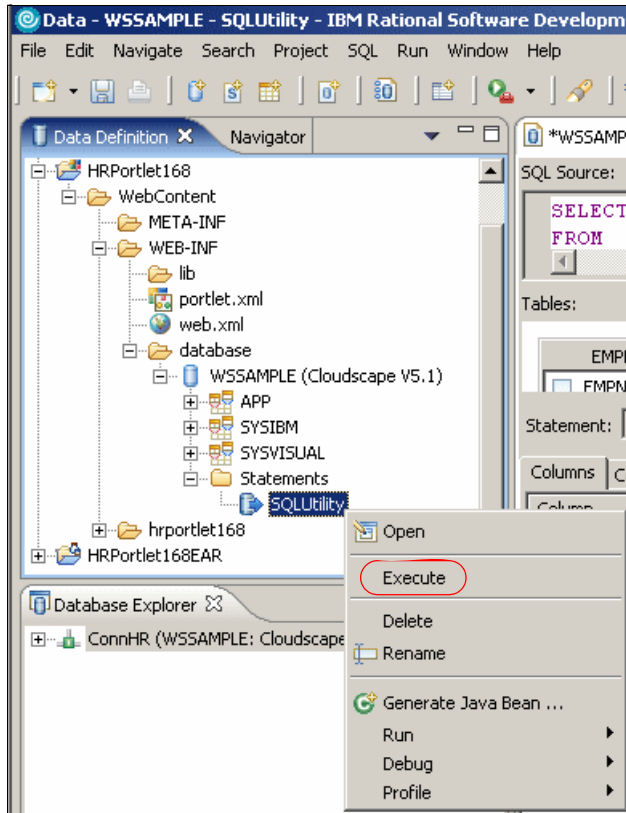 Data - WSSAMPLE - SQLUtility - IBM Rational Software Developm
File Edit Navigate Search Project SQL Run Window Help
Data Definition Navigator
*WSSAMP
HRPortlet168
WebContent
META-INF
WEB-INF
lib
portlet.xml
web.xml
database
WSSAMPLE (Cloudscape V5.1)
APP
SYSIBM
SYSVISUAL
Statements
SQLUtility
hrportlet168
HRPortlet168EAR
SQL Source:
SELECT
FROM
Tables:
EMPL
EMPN
Statement:
Columns C
Column
Database Explorer
ConnHR (WSSAMPLE: Cloudscape
Open
Execute
Delete
Rename
Generate Java Bean ...
Run
Debug
Profile